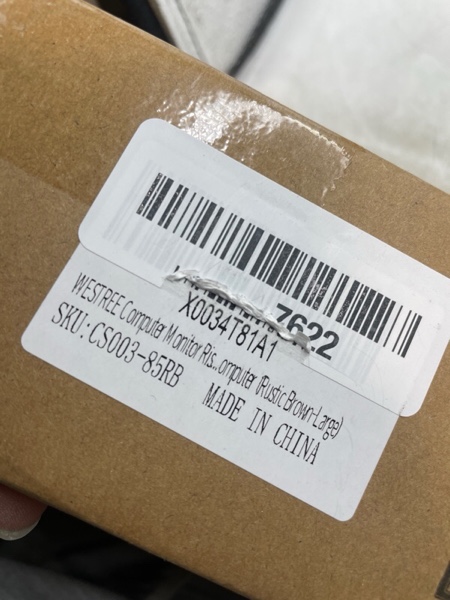 7622
X0034T81A1
WESTREE Computer Monitor Ris...omputer (Rustic Brown-Large)
SKU:CS003-85RB MADE IN CHINA